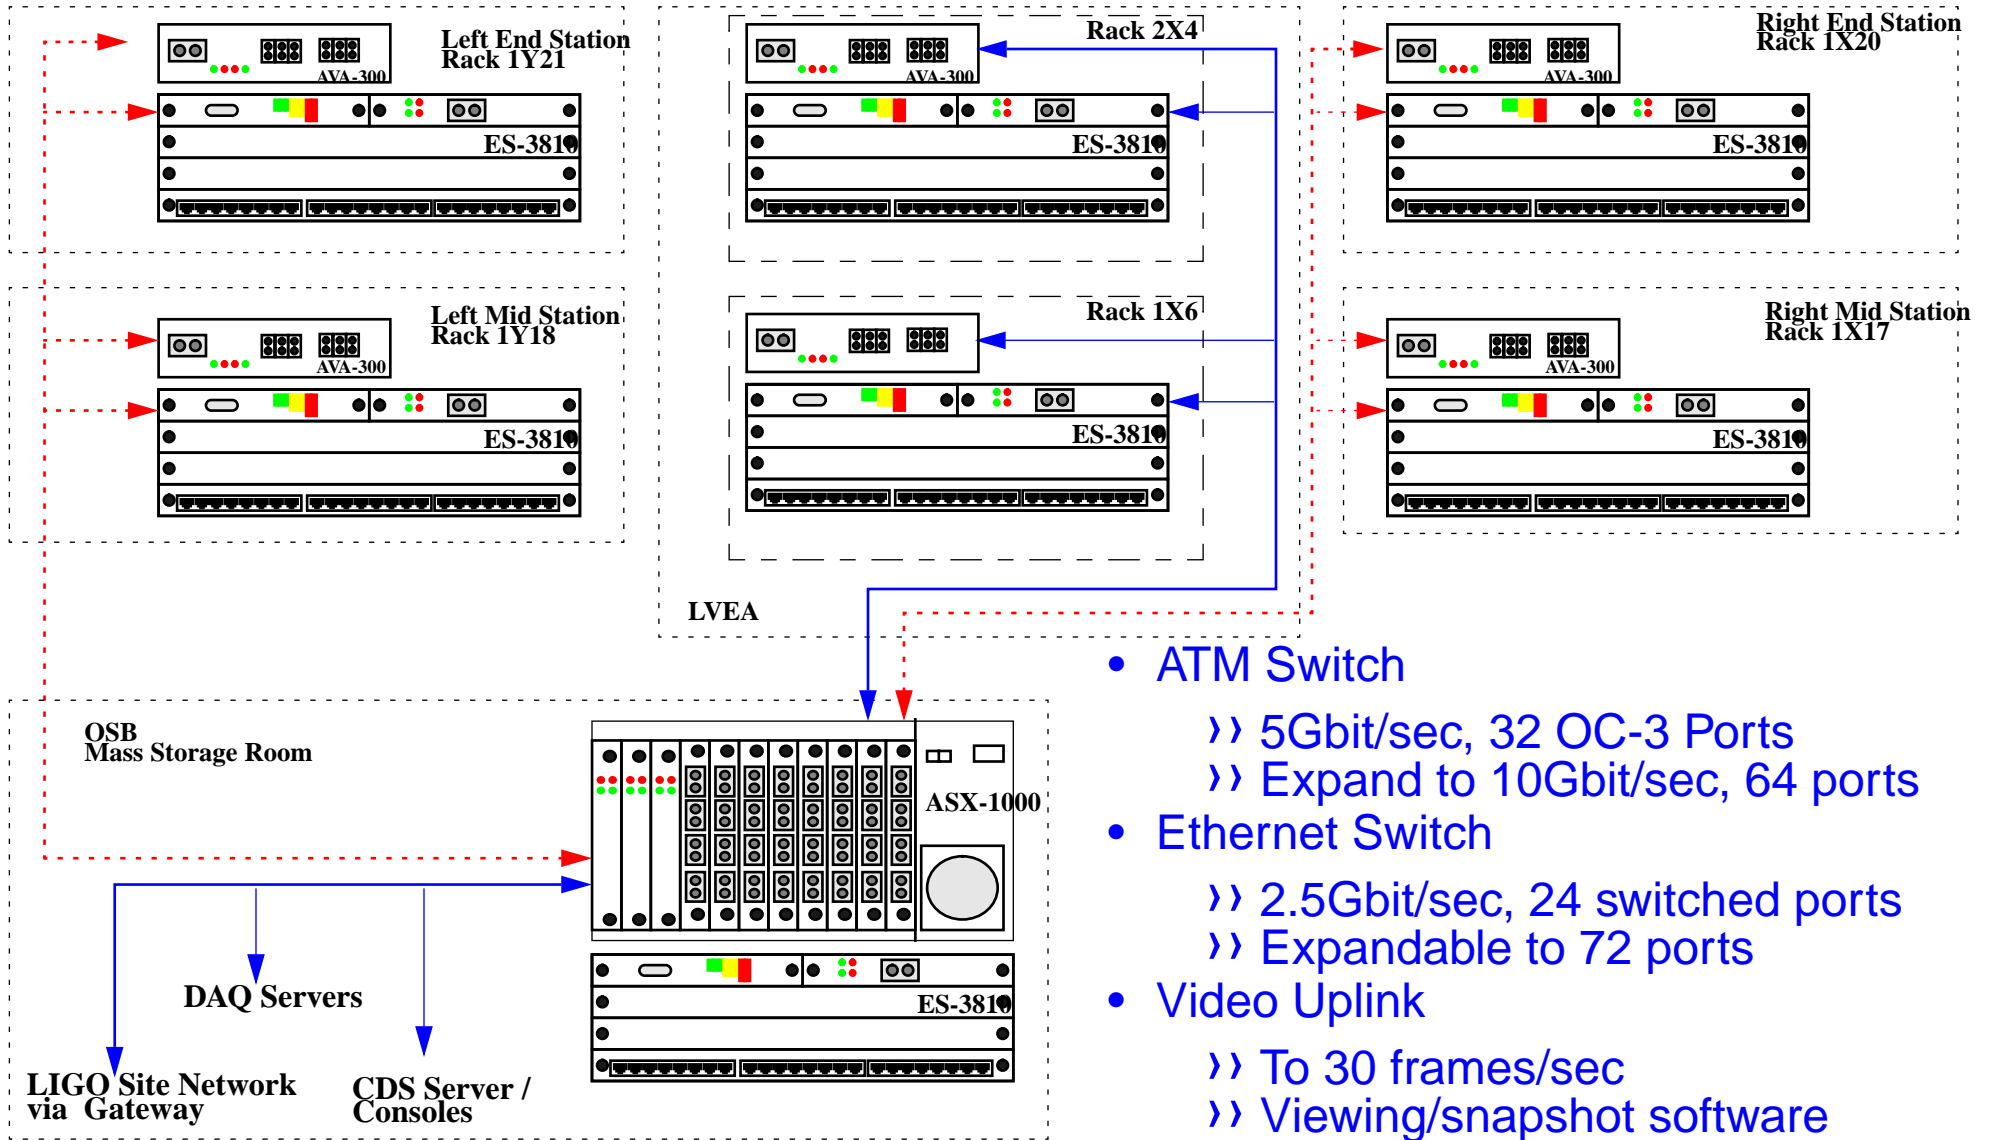 Left End Station
Rack 1Y21
AVA-300
ES-3810
Rack 2X4
AVA-300
ES-3810
Right End Station
Rack 1X20
AVA-300
ES-3810
Left Mid Station
Rack 1Y18
AVA-300
ES-3810
Rack 1X6
ES-3810
Right Mid Station
Rack 1X17
AVA-300
ES-3810
LVEA
OSB
Mass Storage Room
ASX-1000
ES-3810
DAQ Servers
LIGO Site Network
via Gateway
CDS Server /
Consoles
• ATM Switch
›› 5Gbit/sec, 32 OC-3 Ports
›› Expand to 10Gbit/sec, 64 ports
• Ethernet Switch
›› 2.5Gbit/sec, 24 switched ports
›› Expandable to 72 ports
• Video Uplink
›› To 30 frames/sec
›› Viewing/snapshot software